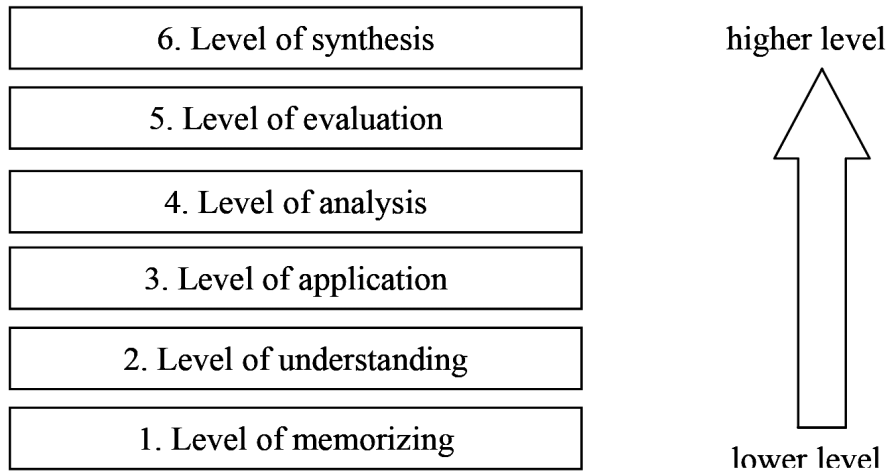 6. Level of synthesis
higher level
5. Level of evaluation
4. Level of analysis
3. Level of application
2. Level of understanding
1. Level of memorizing
lower level